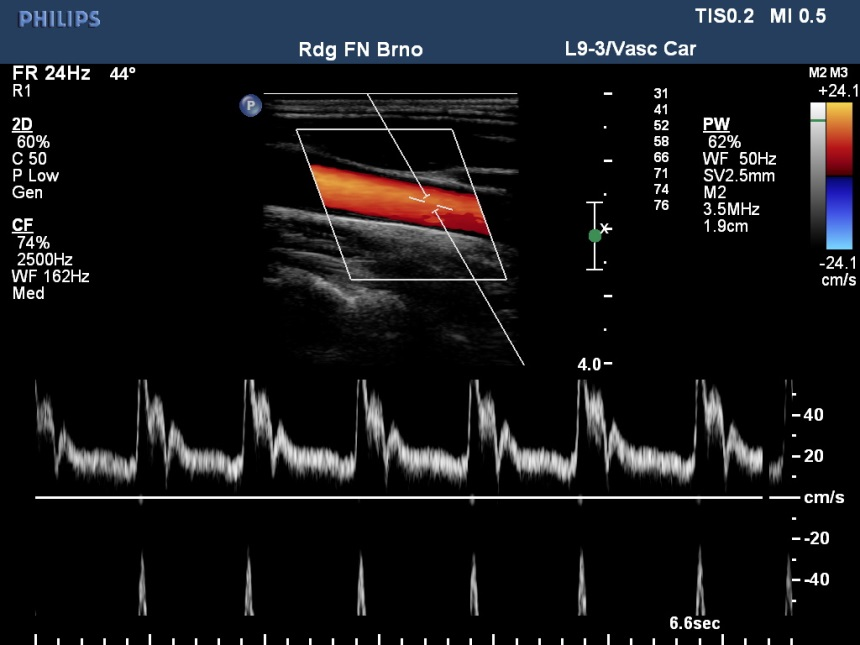 PHILIPS
TIS0.2 MI 0.5
Rdg FN Brno
L9-3/Vasc Car
FR 24Hz 44°
R1
2D
60%
C 50
P Low
Gen
CF
74%
2500Hz
WF 162Hz
Med
P
31
41
52
58
66
71
74
76
x
4.0
PW
62%
WF 50Hz
SV2.5mm
M2
3.5MHz
1.9cm
M2 M3
+24.1
-24.1
cm/s
40
20
cm/s
-20
-40
6.6sec